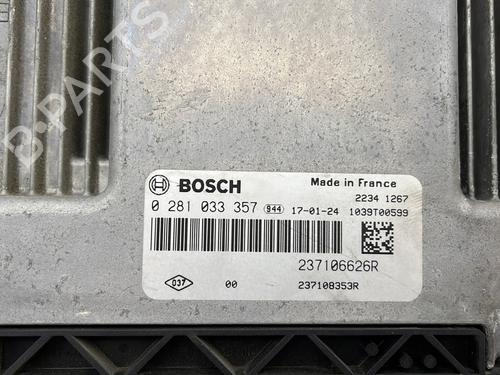 B-PARTS
BOSCH Made in France
2234 1267
0 281 033 357 944 17-01-24 1039T00599
237106626R
037 00 237108353R